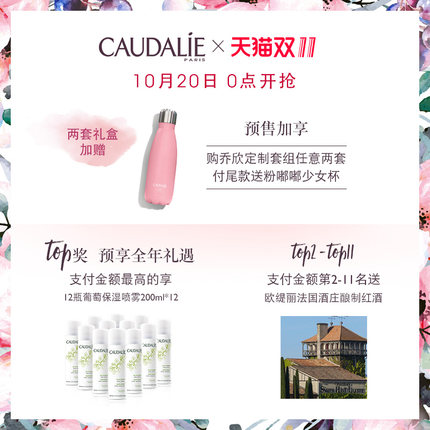 CAUDALÍE × 天猫双11
PARIS
10月20日 0点开抢
两套礼盒
加赠
CAUDALÍE
预售加享
购乔欣定制套组任意两套
付尾款送粉嘟嘟少女杯
top奖 预享全年礼遇
支付金额最高的享
12瓶葡萄保湿喷雾200ml*12
top2-top11
支付金额第2-11名送
欧缇丽法国酒庄酿制红酒
CAUDALÍE